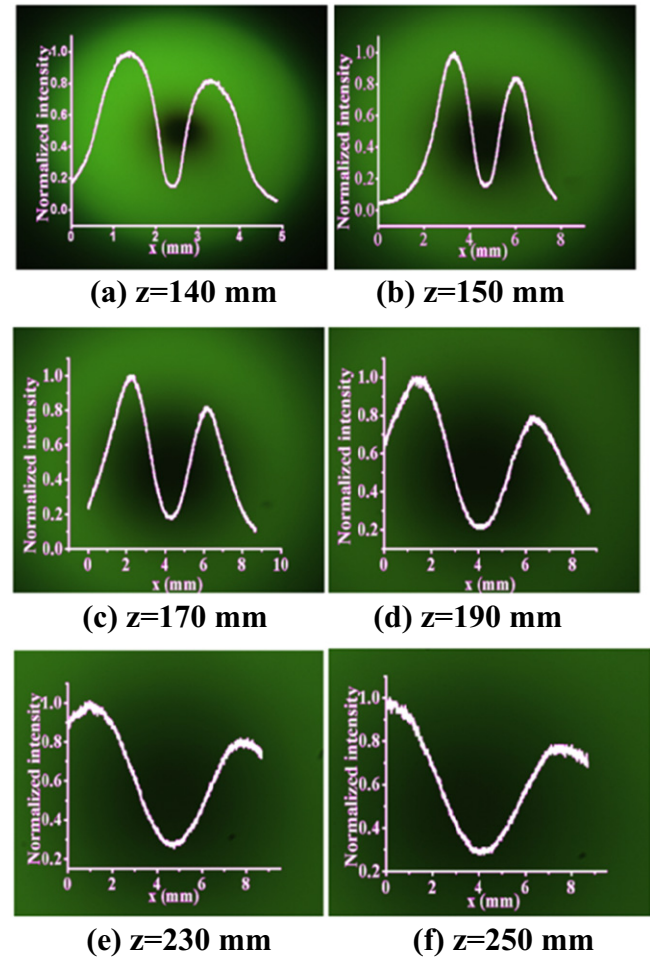 Normalized intensity
1.0
0.8
0.6
0.4
0.2
0.0
0 1 2 3 4 5
x (mm)
(a) z=140 mm
Normalized intensity
1.0
0.8
0.6
0.4
0.2
0.0
0 2 4 6 8
x (mm)
(b) z=150 mm
Normalized inetnsity
1.0
0.8
0.6
0.4
0.2
0.0
0 2 4 6 8 10
x (mm)
(c) z=170 mm
Normalized intensity
1.0
0.8
0.6
0.4
0.2
0 2 4 6 8
x (mm)
(d) z=190 mm
Normalized intensity
1.0
0.8
0.6
0.4
0.2
0 2 4 6 8
x (mm)
(e) z=230 mm
Normalized intensity
1.0
0.8
0.6
0.4
0.2
0 2 4 6 8
x (mm)
(f) z=250 mm